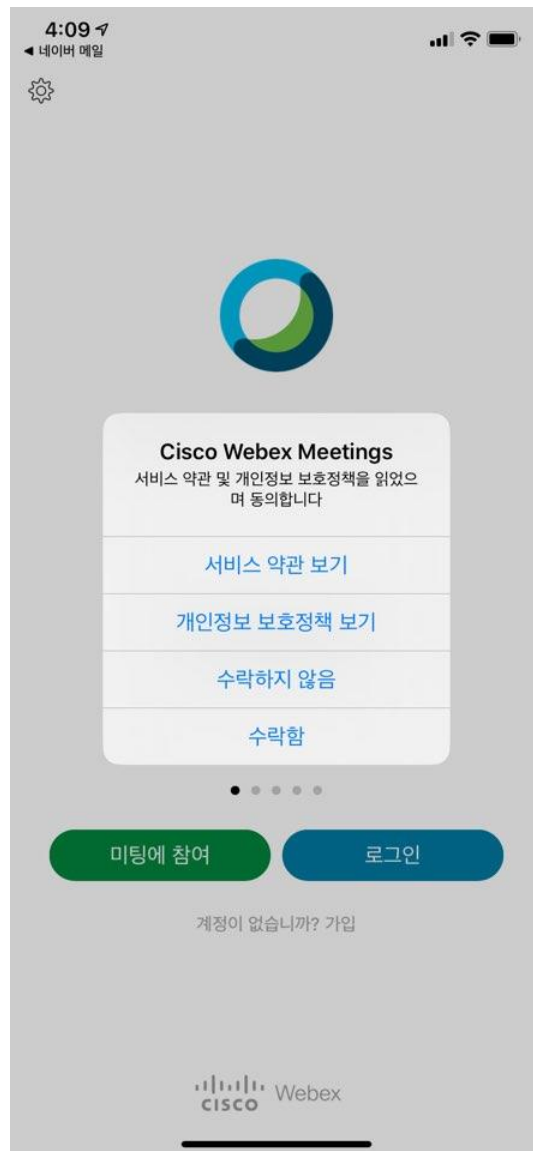 4:09
◀ 네이버 메일
Cisco Webex Meetings
서비스 약관 및 개인정보 보호정책을 읽었으
며 동의합니다
서비스 약관 보기
개인정보 보호정책 보기
수락하지 않음
수락함
미팅에 참여
로그인
계정이 없습니까? 가입
CISCO Webex